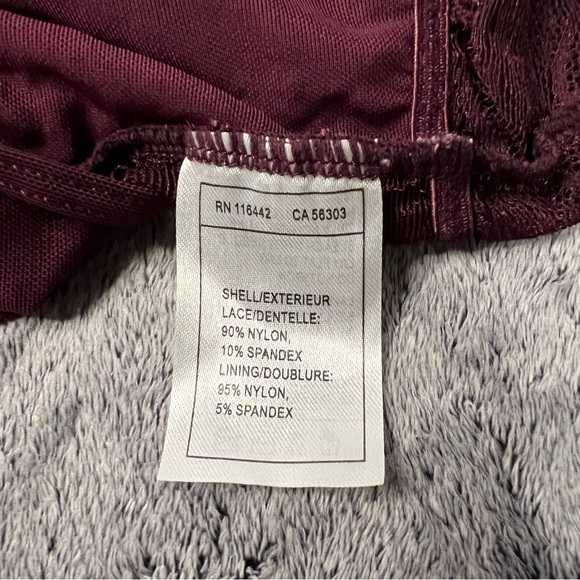 RN 116442 CA 56303
SHELL/EXTERIEUR
LACE/DENTELLE:
90% NYLON,
10% SPANDEX
LINING/DOUBLURE:
95% NYLON,
5% SPANDEX